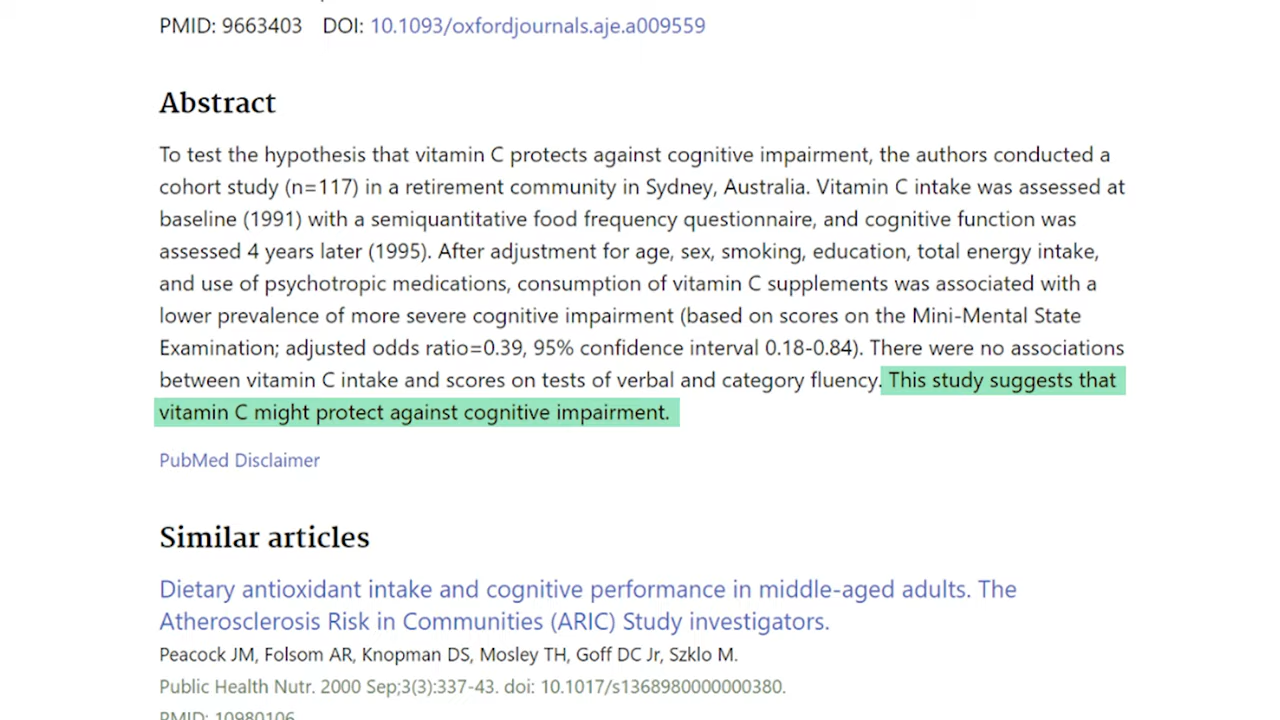 PMID: 9663403 DOI: 10.1093/oxfordjournals.aje.a009559
Abstract
To test the hypothesis that vitamin C protects against cognitive impairment, the authors conducted a
cohort study (n=117) in a retirement community in Sydney, Australia. Vitamin C intake was assessed at
baseline (1991) with a semiquantitative food frequency questionnaire, and cognitive function was
assessed 4 years later (1995). After adjustment for age, sex, smoking, education, total energy intake,
and use of psychotropic medications, consumption of vitamin C supplements was associated with a
lower prevalence of more severe cognitive impairment (based on scores on the Mini-Mental State
Examination; adjusted odds ratio=0.39, 95% confidence interval 0.18-0.84). There were no associations
between vitamin C intake and scores on tests of verbal and category fluency. This study suggests that
vitamin C might protect against cognitive impairment.
PubMed Disclaimer
Similar articles
Dietary antioxidant intake and cognitive performance in middle-aged adults. The
Atherosclerosis Risk in Communities (ARIC) Study investigators.
Peacock JM, Folsom AR, Knopman DS, Mosley TH, Goff DC Jr, Szklo M.
Public Health Nutr. 2000 Sep;3(3):337-43. doi: 10.1017/s1368980000000380.
PMID: 10980106